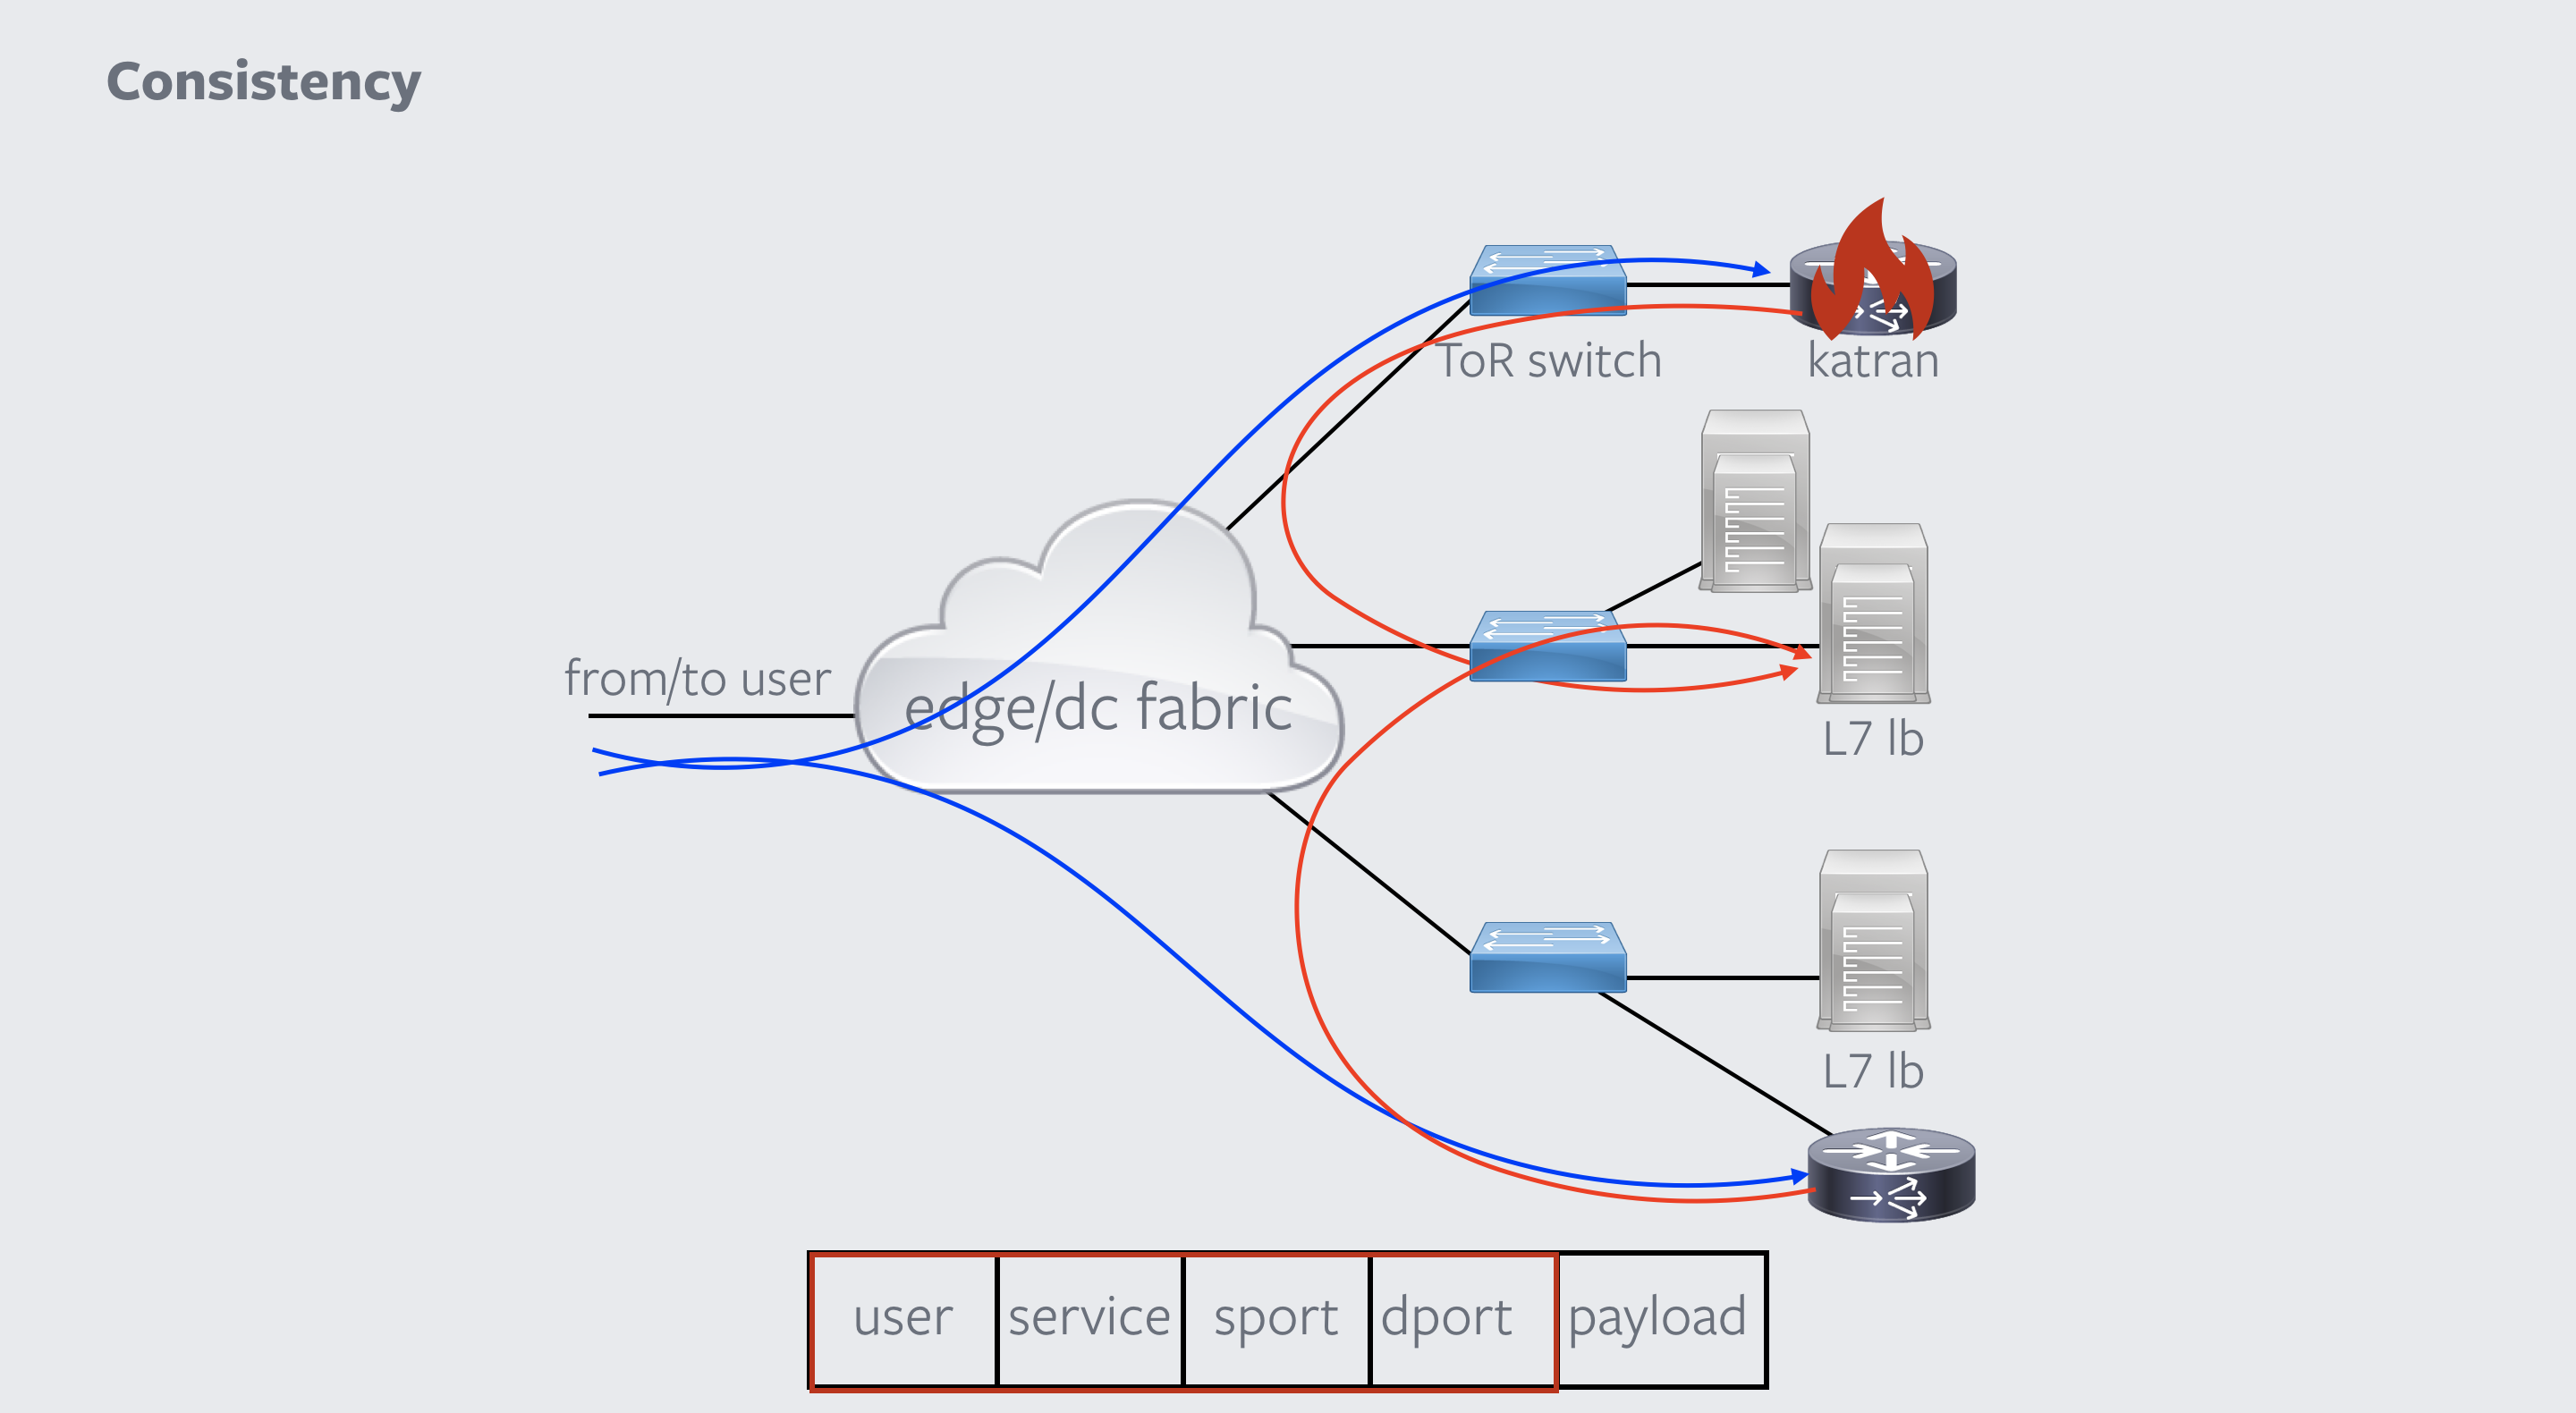 Consistency
ToR switch
katran
from/to user
edge/dc fabric
L7 lb
L7 lb
user
service
sport
dport
payload